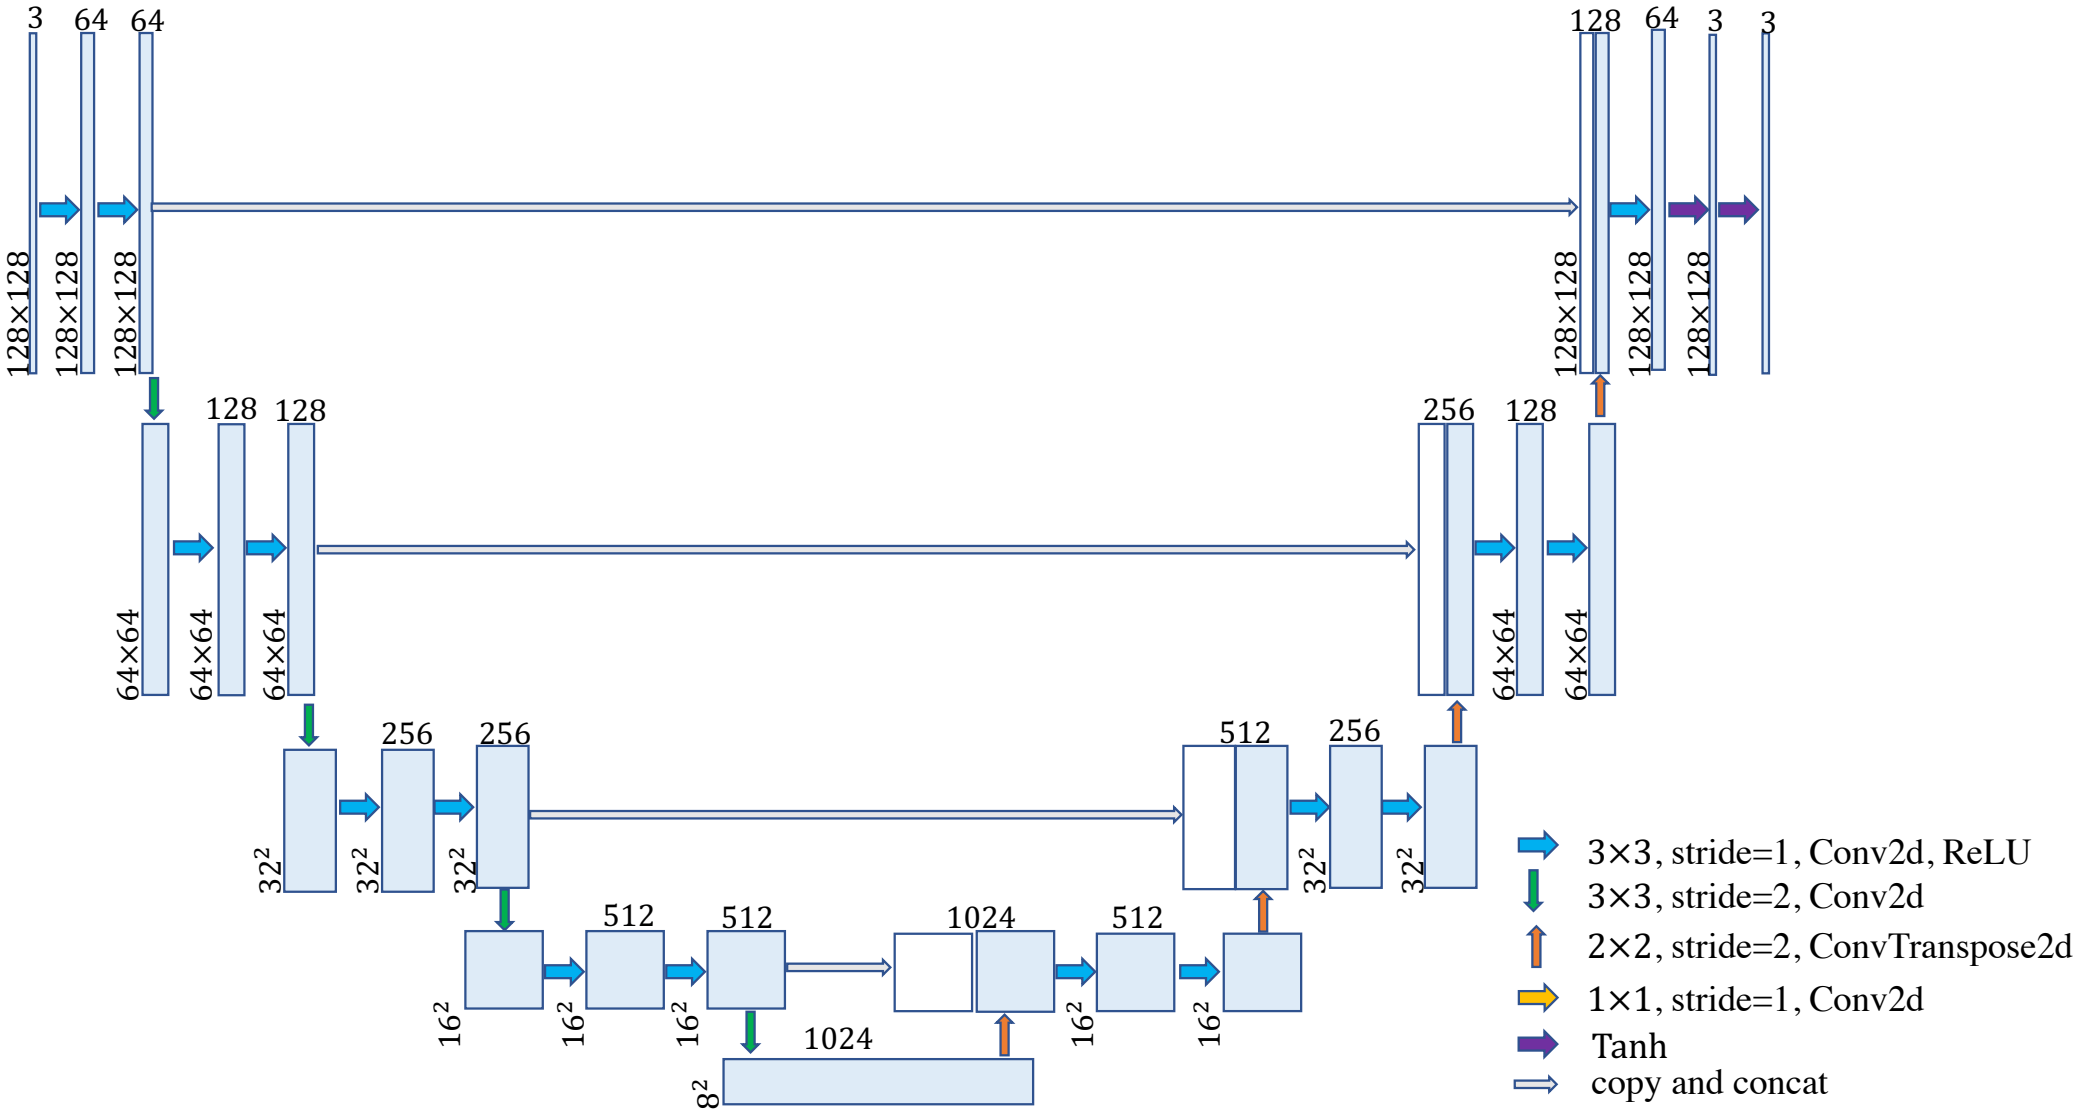 3 64 64 128 64 3 3
128×128 128×128 128×128 128×128 128×128 128×128
128 128 256 128
64×64 64×64 64×64 64×64 64×64
256 256 512 256
32² 32² 32² 32² 32²
512 512 1024 512
16² 16² 16² 16² 16²
1024
8²
3×3, stride=1, Conv2d, ReLU
3×3, stride=2, Conv2d
2×2, stride=2, ConvTranspose2d
1×1, stride=1, Conv2d
Tanh
copy and concat